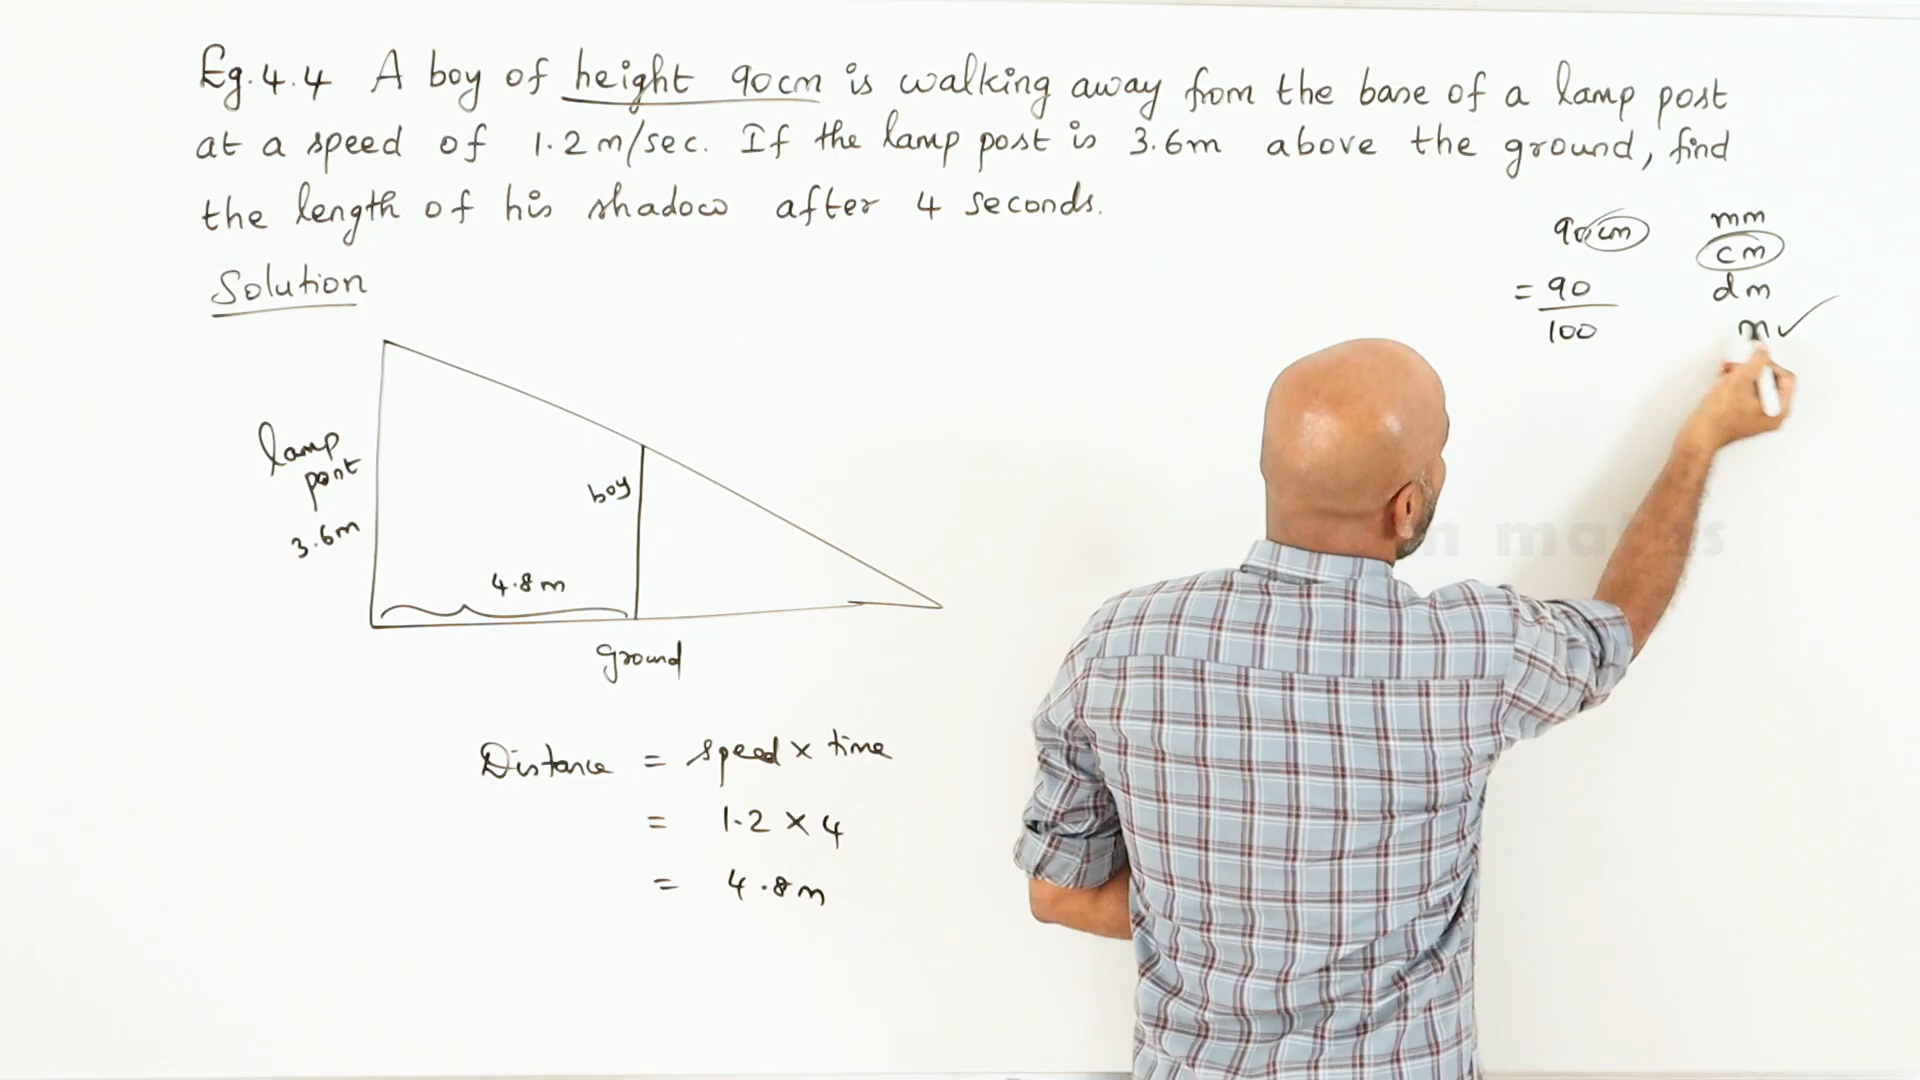 Eg.4.4 A boy of height 90cm is walking away from the base of a lamp post
at a speed of 1.2m/sec. If the lamp post is 3.6m above the ground, find
the length of his shadow after 4 seconds.
Solution
90cm
= 90
100
mm
cm
dm
m
lamp
post
3.6m
boy
4.8m
ground
Distance = speed × time
= 1.2 × 4
= 4.8m